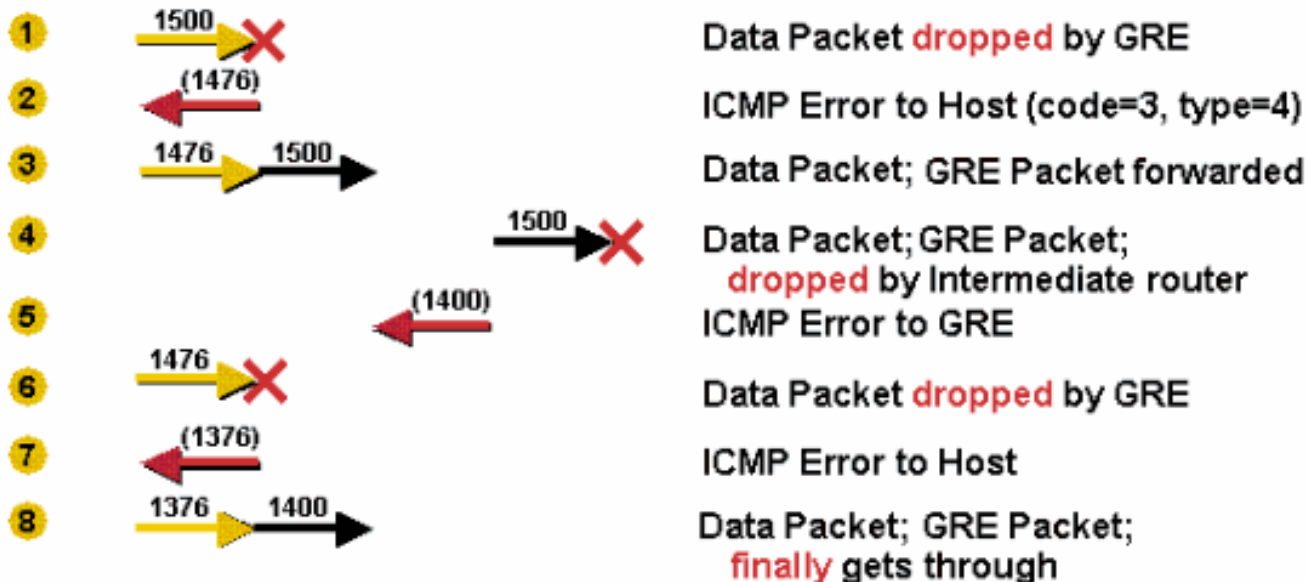 1 1500 Data Packet dropped by GRE
2 (1476) ICMP Error to Host (code=3, type=4)
3 1476 1500 Data Packet; GRE Packet forwarded
4 1500 Data Packet; GRE Packet;
dropped by Intermediate router
5 (1400) ICMP Error to GRE
6 1476 Data Packet dropped by GRE
7 (1376) ICMP Error to Host
8 1376 1400 Data Packet; GRE Packet;
finally gets through